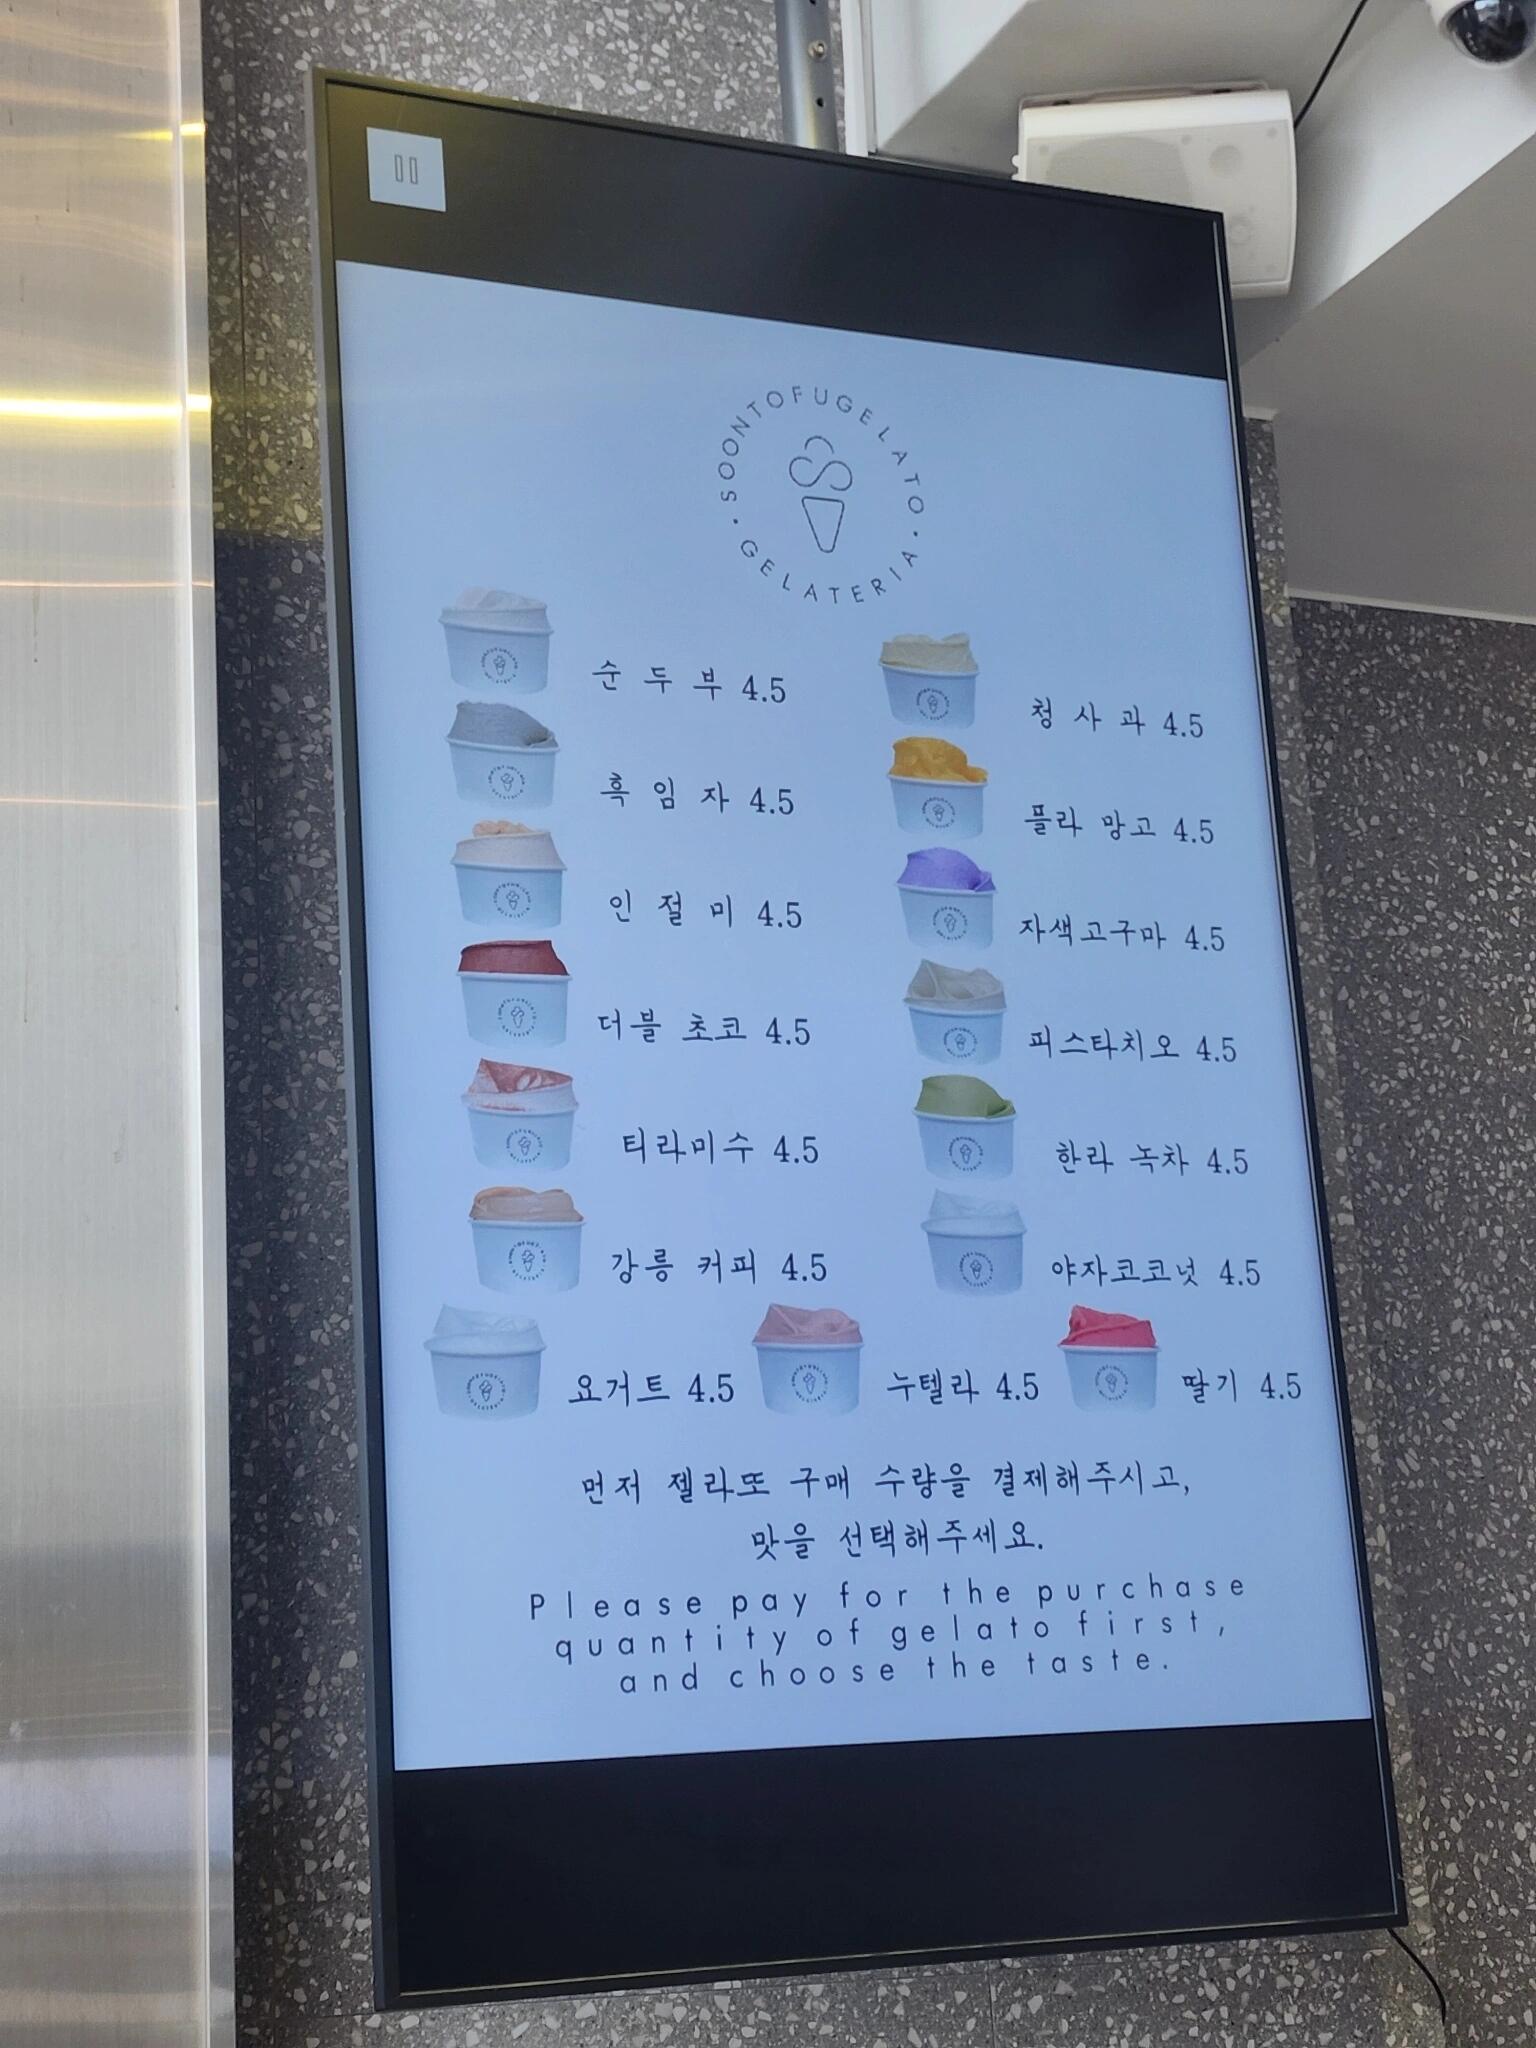 SOONTOFUGELATO
GELATERIA
순두부 4.5
청사과 4.5
흑임자 4.5
플라 망고 4.5
인절미 4.5
자색고구마 4.5
더블 초코 4.5
피스타치오 4.5
티라미수 4.5
한라 녹차 4.5
강릉 커피 4.5
야자코코넛 4.5
요거트 4.5
누텔라 4.5
딸기 4.5
먼저 젤라또 구매 수량을 결제해주시고,
맛을 선택해주세요.
Please pay for the purchase
quantity of gelato first,
and choose the taste.